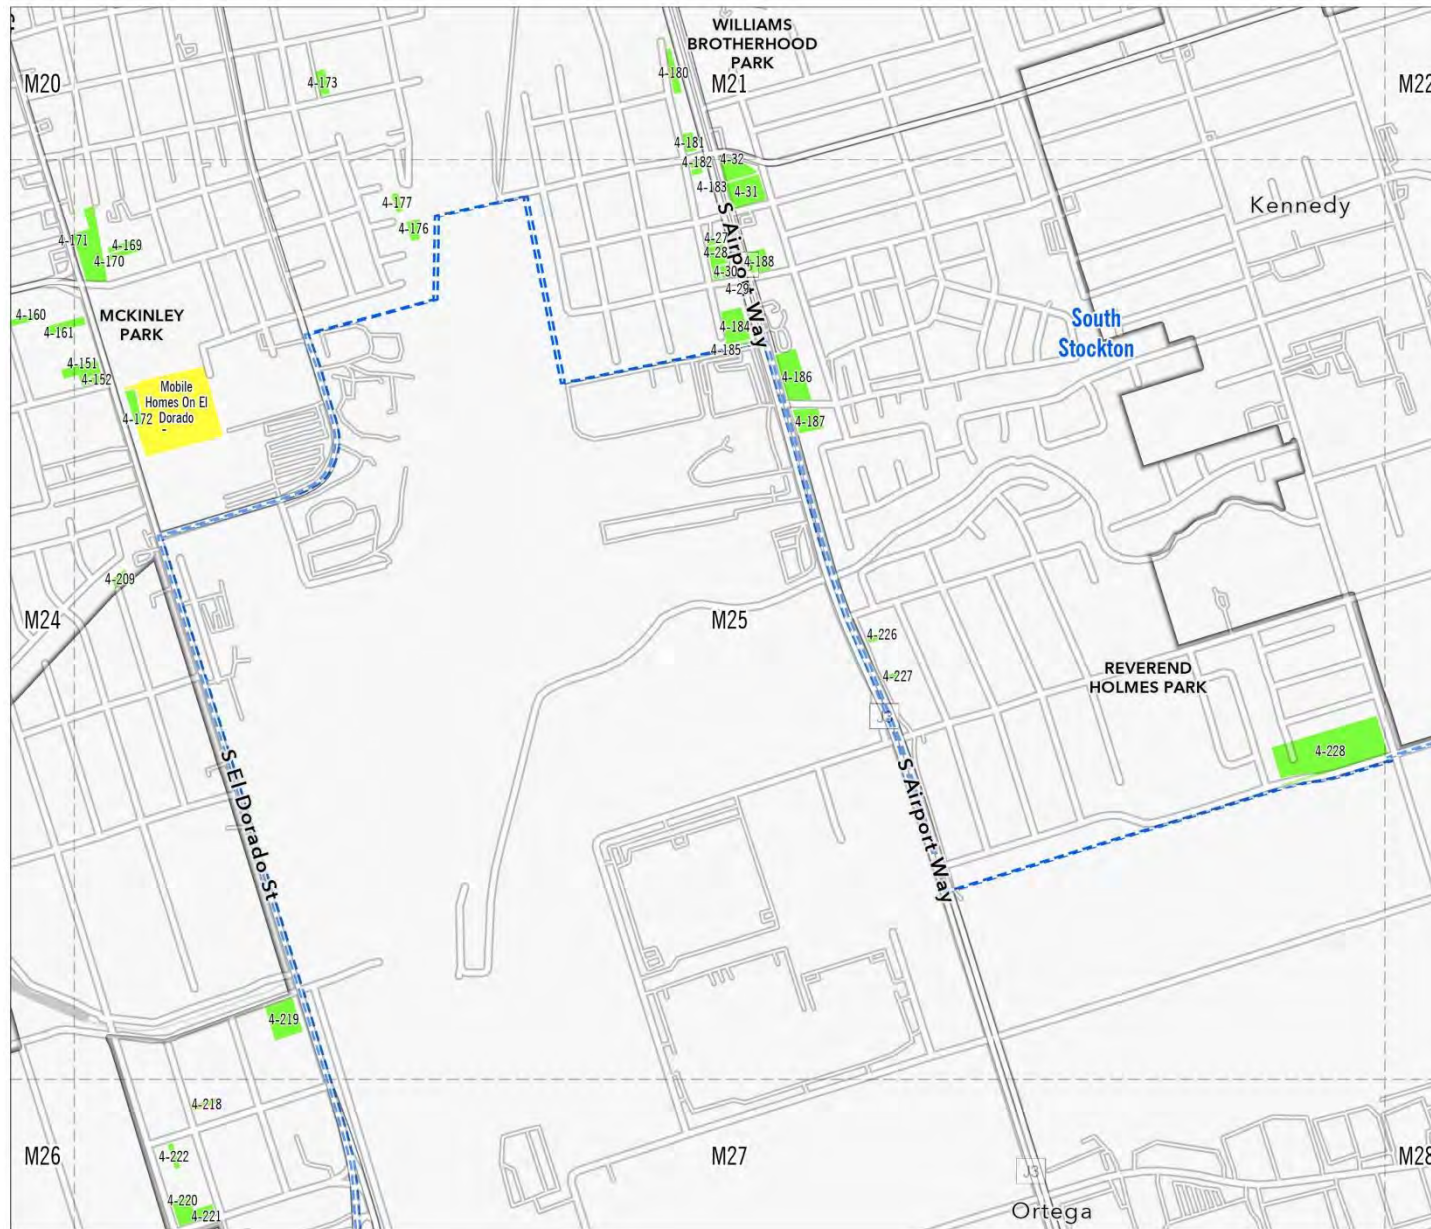 WILLIAMS
BROTHERHOOD
PARK
M20
4-173
4-180
M21
M22
4-181
4-182
4-32
4-183
4-31
4-177
4-176
Kennedy
4-171
4-169
4-170
S Airport Way
4-27
4-28
4-188
4-30
4-29
4-160
4-161
MCKINLEY
PARK
4-184
4-185
South
Stockton
4-151
4-152
4-186
4-187
Mobile
Homes On El
Dorado
4-172
4-209
M24
M25
4-226
4-227
REVEREND
HOLMES PARK
J3
4-228
S El Dorado St
S Airport Way
4-219
4-218
4-222
M26
M27
M28
J3
4-220
4-221
Ortega